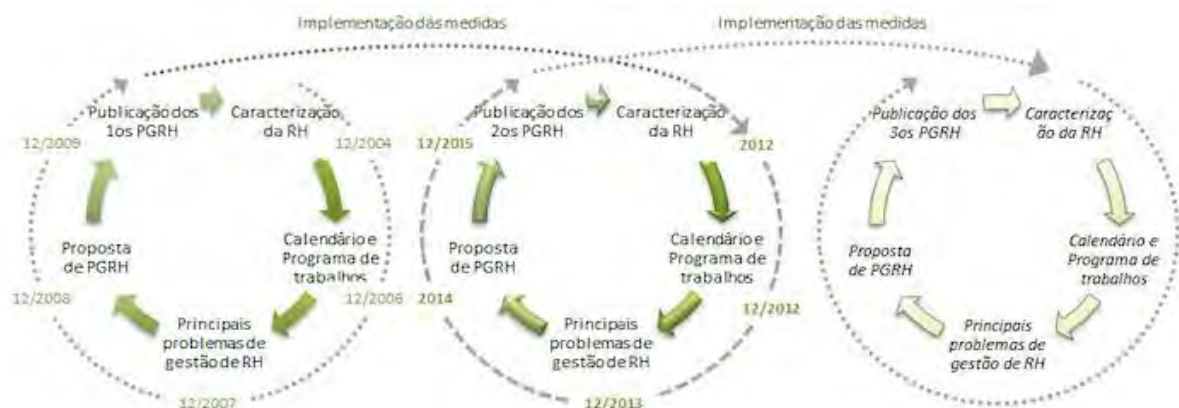 Implementação das medidas
Implementação das medidas
Publicação dos
1os PGRH
Caracterização
da RH
12/2009
12/2004
Proposta
de PGRH
Calendário e
Programa de
trabalhos
12/2008
12/2006
Principais
problemas de
gestão de RH
12/2007
Publicação dos
2os PGRH
Caracterização
da RH
12/2015
2012
Proposta
de PGRH
Calendário e
Programa de
trabalhos
2014
12/2012
Principais
problemas de
gestão de RH
12/2013
Publicação dos
3os PGRH
Caracterizaç
ão da RH
Proposta
de PGRH
Calendário e
Programa de
trabalhos
Principais
problemas de
gestão de RH